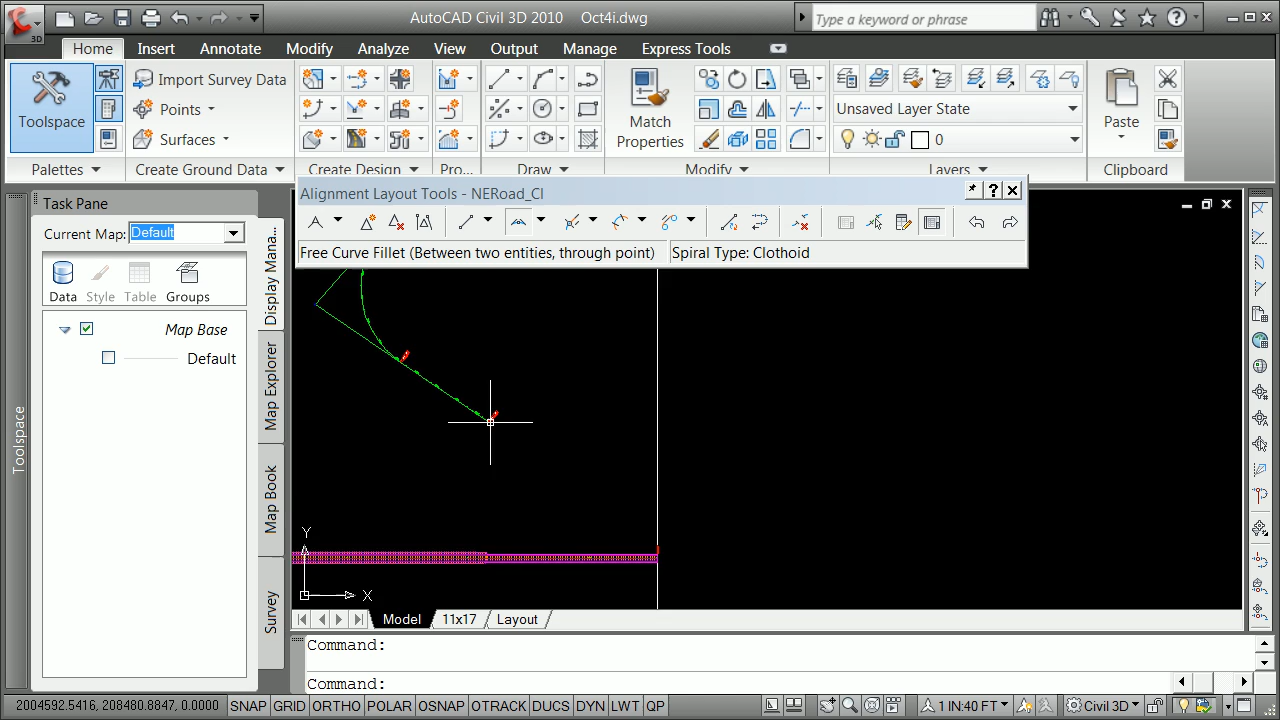 AutoCAD Civil 3D 2010 Oct4i.dwg
Type a keyword or phrase
3D
Home Insert Annotate Modify Analyze View Output Manage Express Tools
Toolspace
Import Survey Data
Points
Surfaces
Match
Properties
Unsaved Layer State
0
Paste
Palettes Create Ground Data Create Design Pro... Draw Modify Layers Clipboard
Alignment Layout Tools - NERoad_Cl
Free Curve Fillet (Between two entities, through point) Spiral Type: Clothoid
Task Pane
Current Map: Default
Data Style Table Groups
Map Base
Default
Display Mana...
Map Explorer
Map Book
Survey
Toolspace
Y
X
Model 11x17 Layout
Command:
Command:
2004592.5416, 208480.8847, 0.0000 SNAP GRID ORTHO POLAR OSNAP OTRACK DUCS DYN LWT QP 1 IN:40 FT Civil 3D